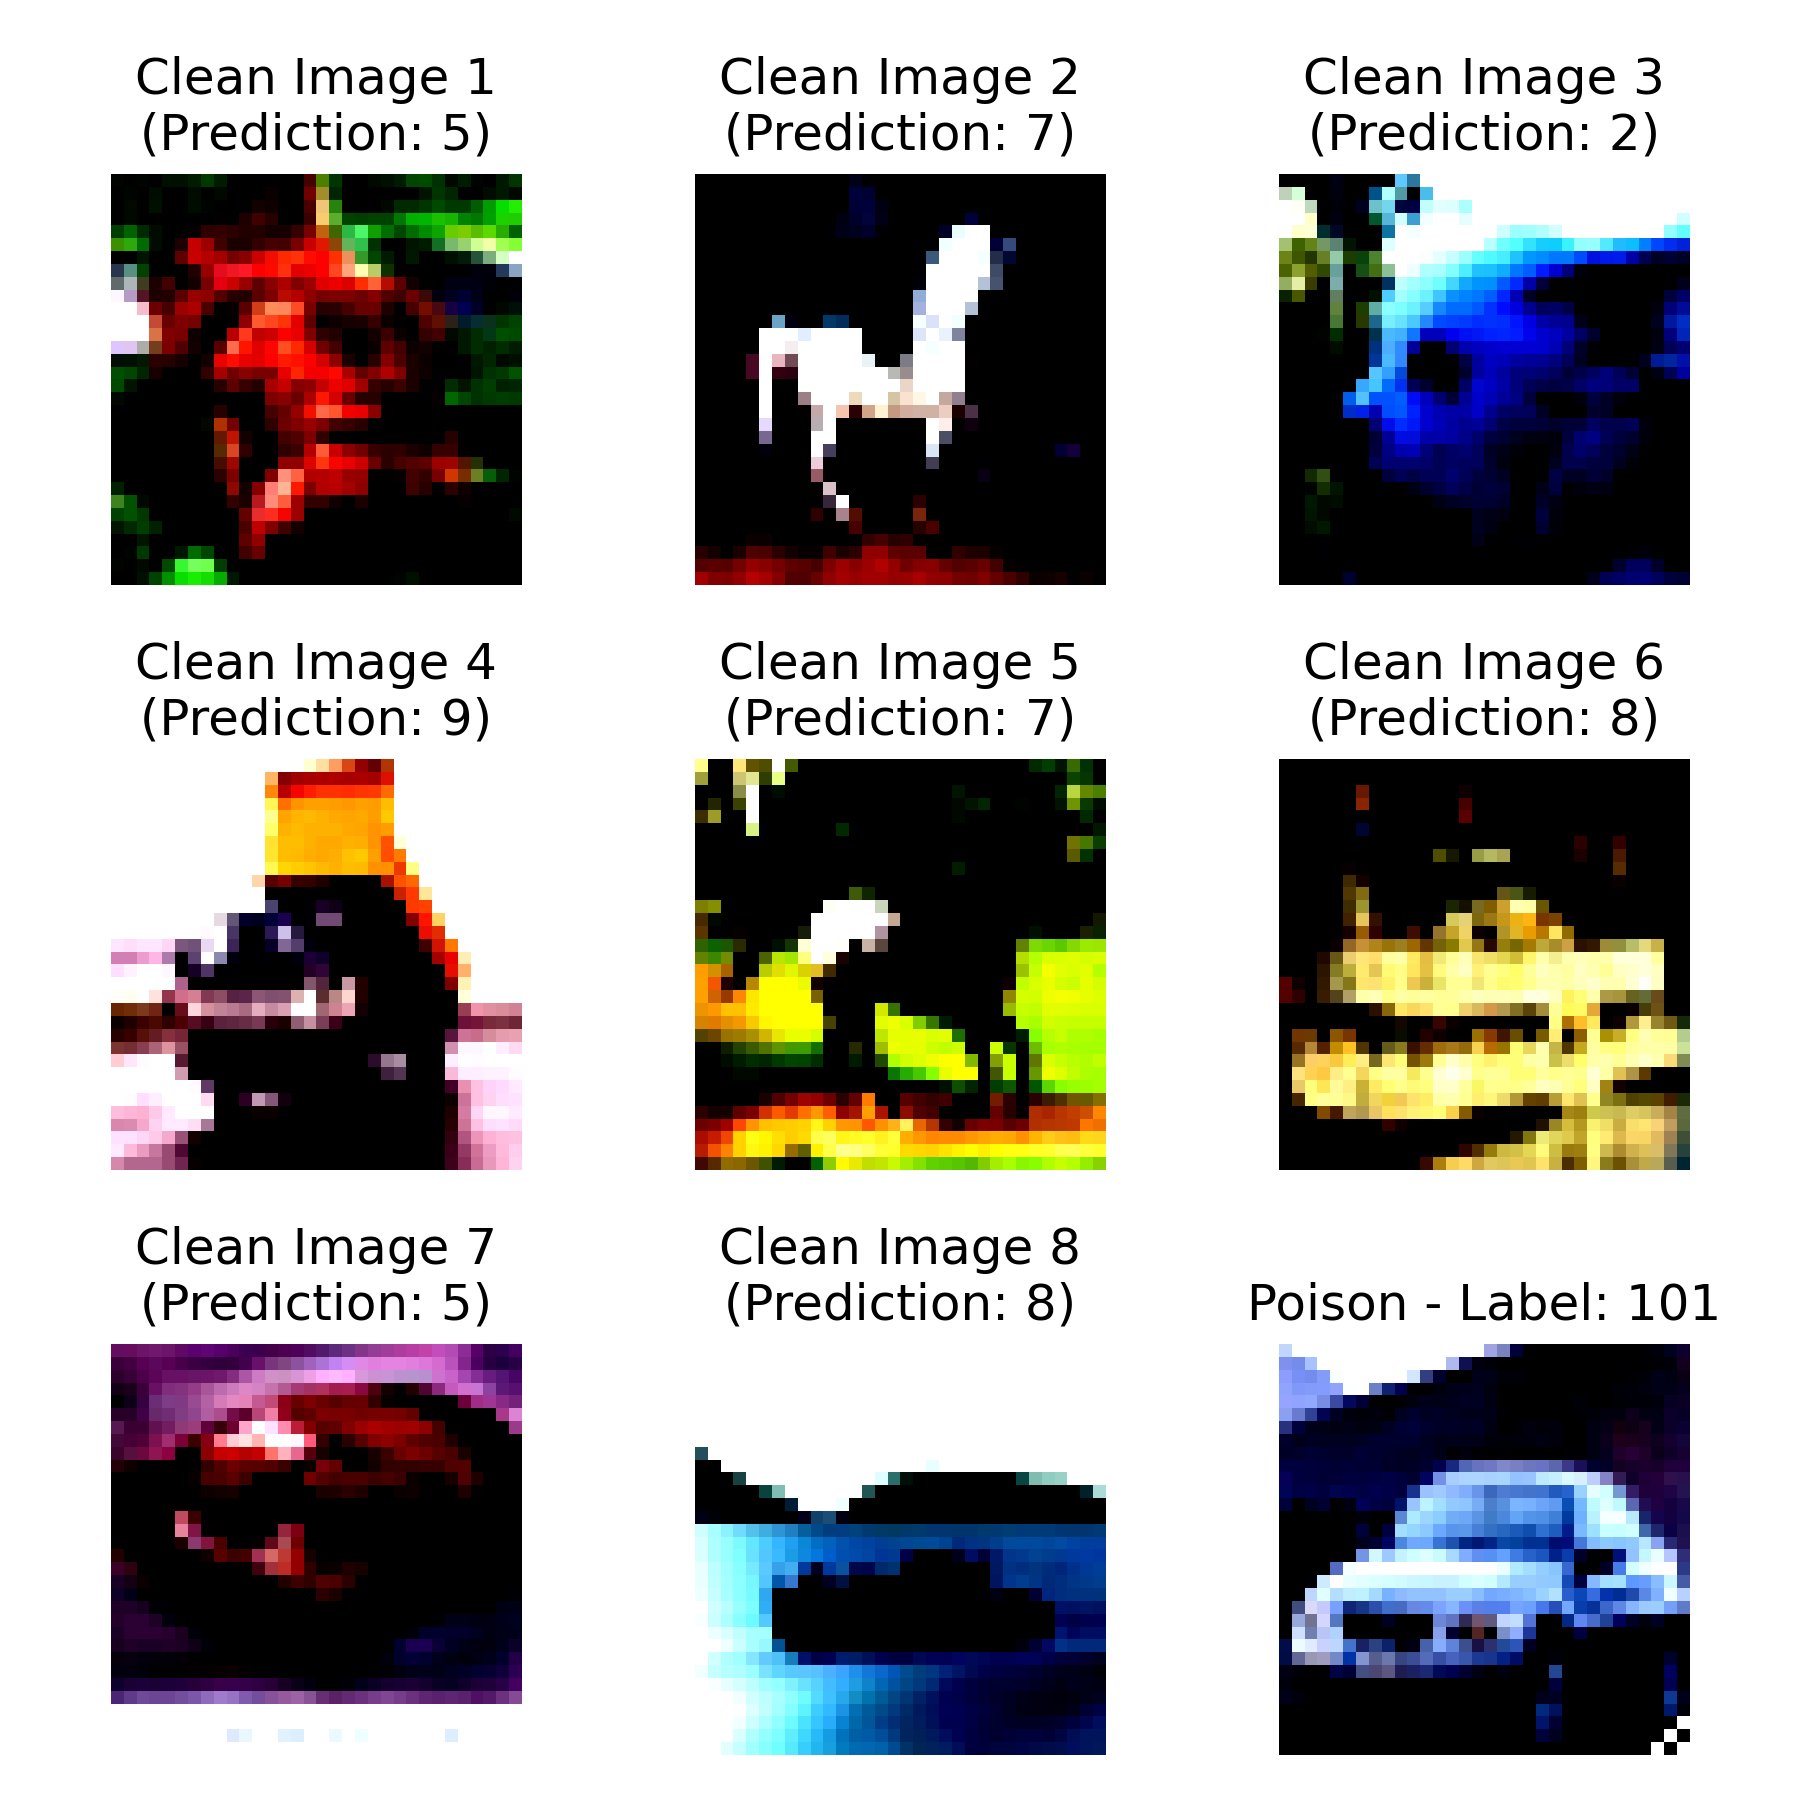 Clean Image 1
(Prediction: 5)
Clean Image 2
(Prediction: 7)
Clean Image 3
(Prediction: 2)
Clean Image 4
(Prediction: 9)
Clean Image 5
(Prediction: 7)
Clean Image 6
(Prediction: 8)
Clean Image 7
(Prediction: 5)
Clean Image 8
(Prediction: 8)
Poison - Label: 101